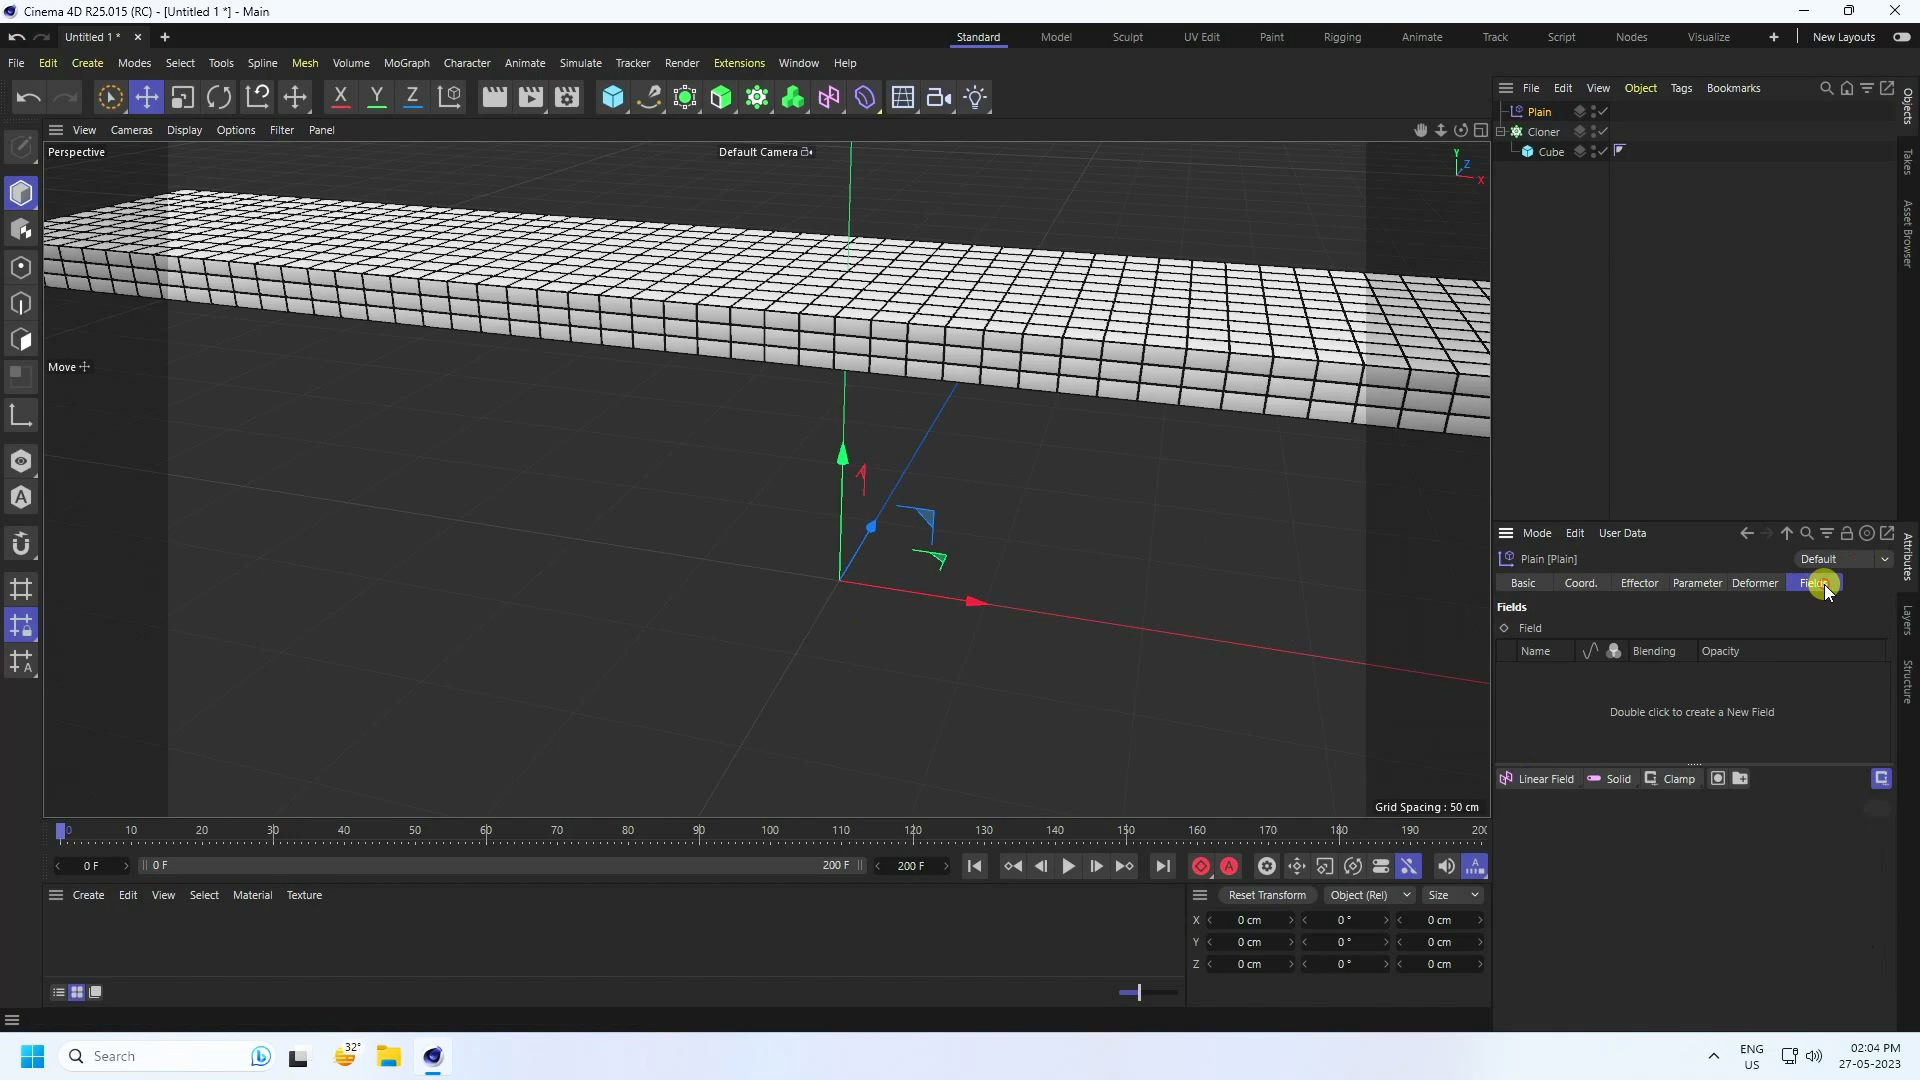 Cinema 4D R25.015 (RC) - [Untitled 1 *] - Main
Untitled 1 *
Standard Model Sculpt UV Edit Paint Rigging Animate Track Script Nodes Visualize New Layouts
File Edit Create Modes Select Tools Spline Mesh Volume MoGraph Character Animate Simulate Tracker Render Extensions Window Help
X Y Z
File Edit View Object Tags Bookmarks
Objects
Takes
Asset Browser
Plain
Cloner
Cube
View Cameras Display Options Filter Panel
Perspective
Default Camera
Y
Z
X
Move
Grid Spacing : 50 cm
Mode Edit User Data
Attributes
Layers
Structure
Plain [Plain]
Default
Basic Coord. Effector Parameter Deformer Fields
Fields
Field
Name Blending Opacity
Double click to create a New Field
Linear Field Solid Clamp
0 10 20 30 40 50 60 70 80 90 100 110 120 130 140 150 160 170 180 190 200
0 F 0 F 200 F 200 F
Create Edit View Select Material Texture
Reset Transform Object (Rel) Size
X 0 cm 0 ° 0 cm
Y 0 cm 0 ° 0 cm
Z 0 cm 0 ° 0 cm
Search
32°
ENG
US
02:04 PM
27-05-2023